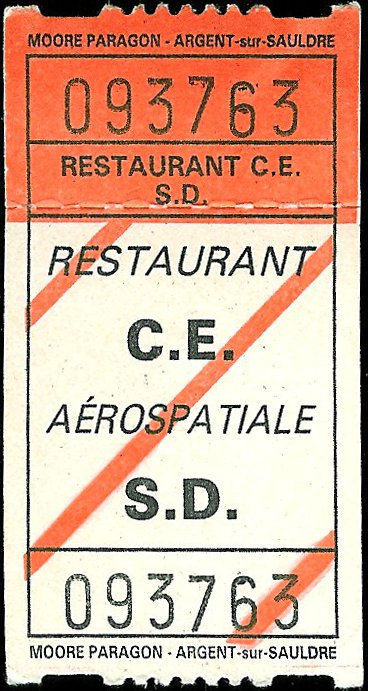 MOORE PARAGON - ARGENT-sur-SAULDRE
093763
RESTAURANT C.E.
S.D.
RESTAURANT
C.E.
AÉROSPATIALE
S.D.
093763
MOORE PARAGON - ARGENT-sur-SAULDRE